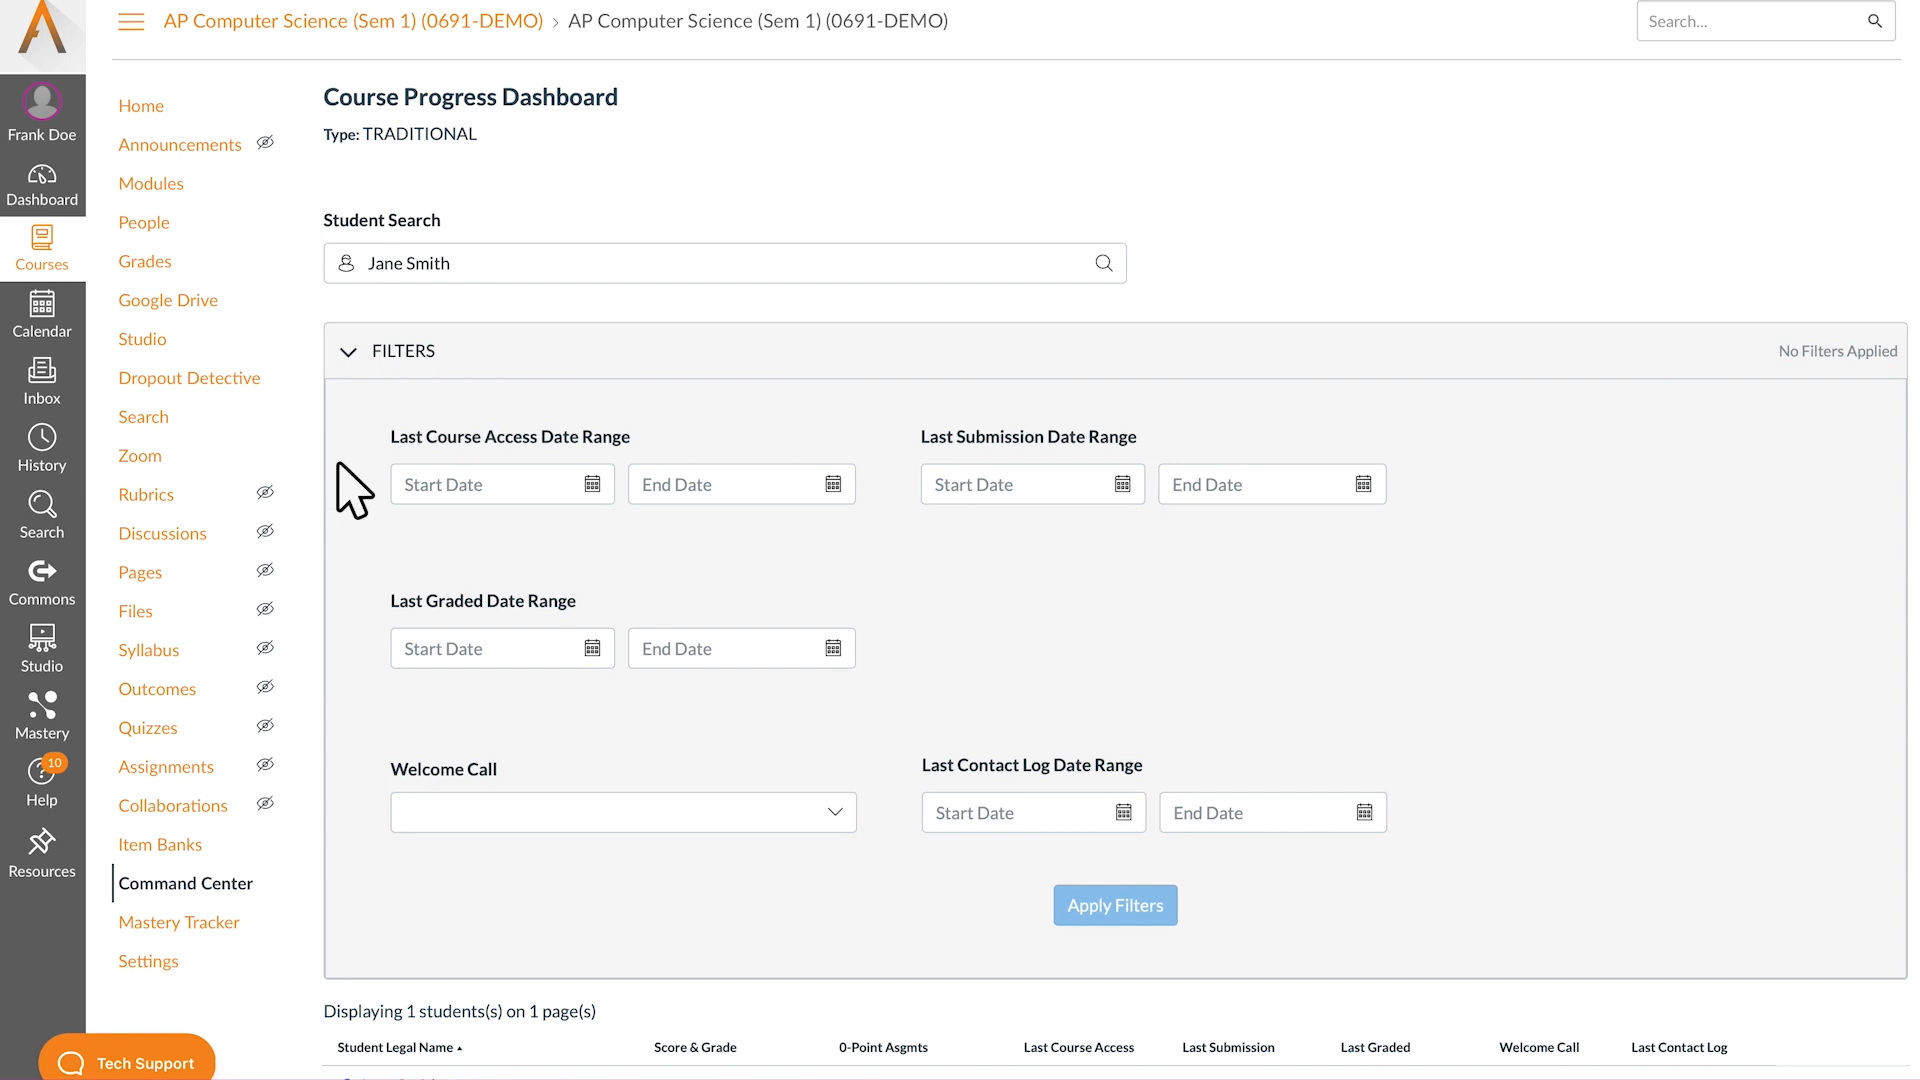 AP Computer Science (Sem 1) (0691-DEMO) › AP Computer Science (Sem 1) (0691-DEMO)
Search...
Frank Doe
Dashboard
Courses
Calendar
Inbox
History
Search
Commons
Studio
Mastery
10
Help
Resources
Home
Announcements
Modules
People
Grades
Google Drive
Studio
Dropout Detective
Search
Zoom
Rubrics
Discussions
Pages
Files
Syllabus
Outcomes
Quizzes
Assignments
Collaborations
Item Banks
Command Center
Mastery Tracker
Settings
Tech Support
Course Progress Dashboard
Type: TRADITIONAL
Student Search
Jane Smith
FILTERS
No Filters Applied
Last Course Access Date Range
Start Date
End Date
Last Submission Date Range
Start Date
End Date
Last Graded Date Range
Start Date
End Date
Welcome Call
Last Contact Log Date Range
Start Date
End Date
Apply Filters
Displaying 1 students(s) on 1 page(s)
Student Legal Name Score & Grade 0-Point Asgmts Last Course Access Last Submission Last Graded Welcome Call Last Contact Log